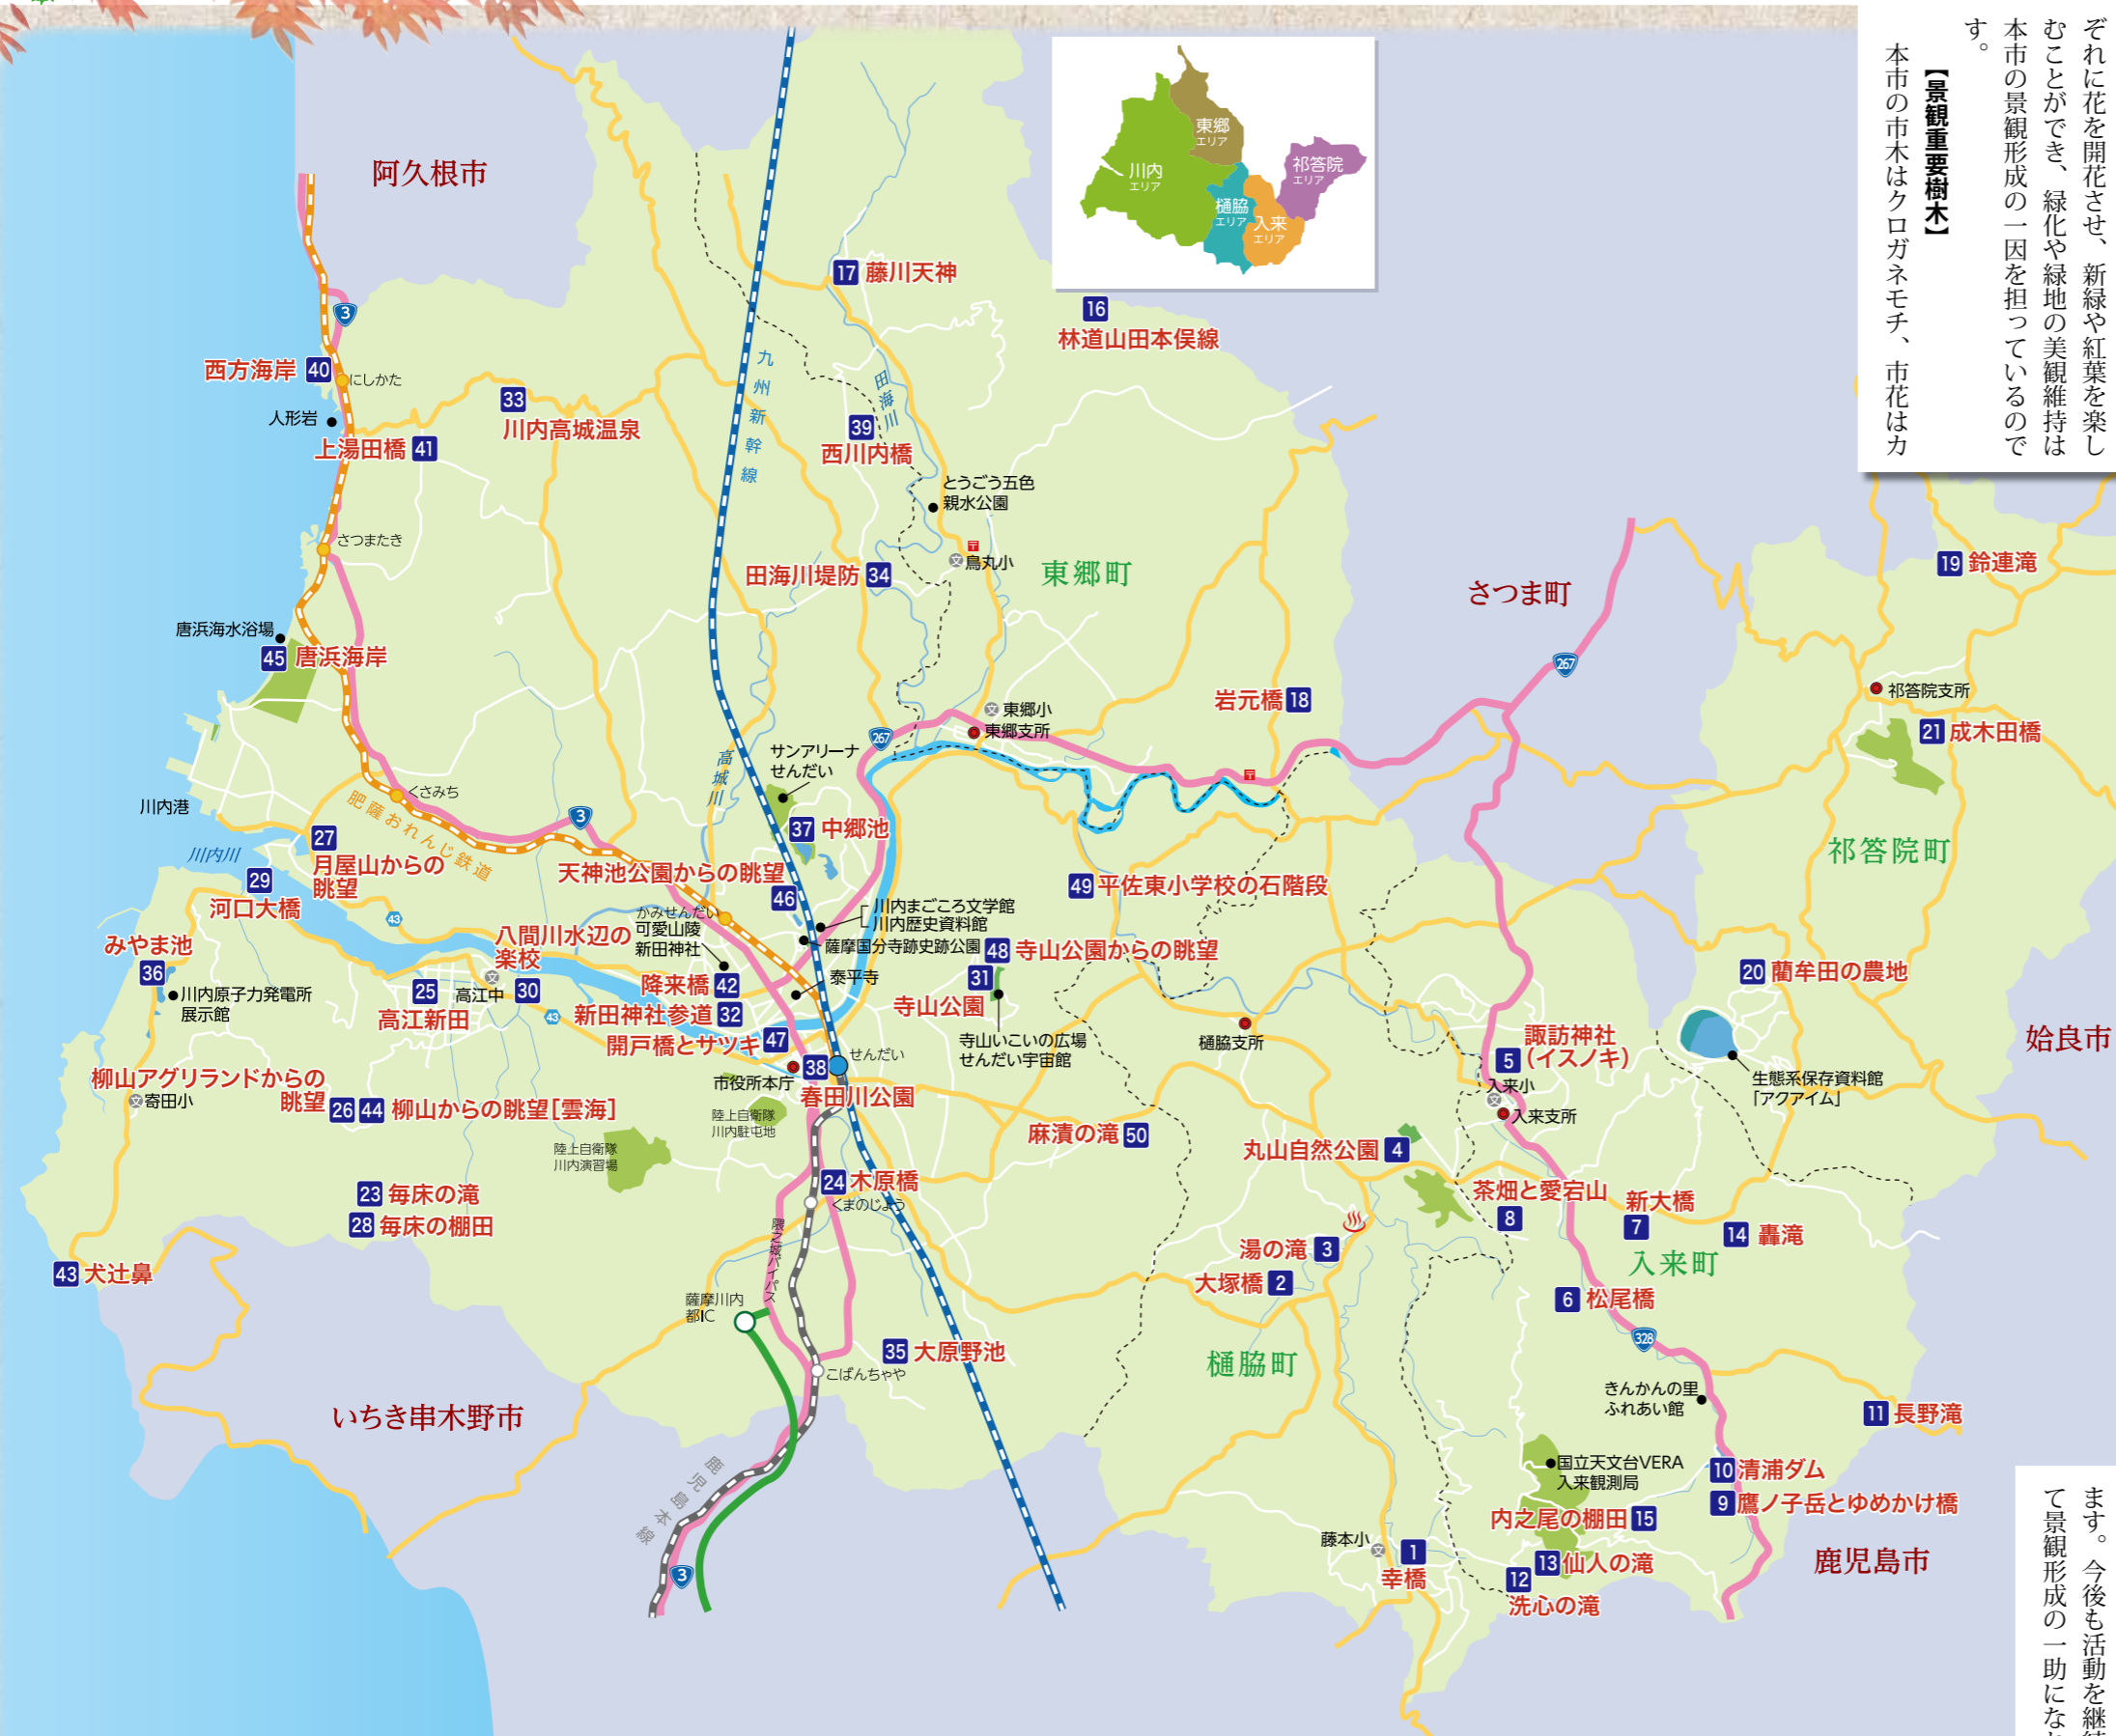 ぞれに花を開花させ、新緑や紅葉を楽し
むことができ、緑化や緑地の美観維持は
本市の景観形成の一因を担っているので
す。
【景観重要樹木】
本市の市木はクロガネモチ、市花はカ
東郷
エリア
川内
エリア
祁答院
エリア
樋脇
エリア
入来
エリア
阿久根市
17 藤川天神
16
林道山田本俣線
3
西方海岸 40
にしかた
人形岩
上湯田橋 41
33
川内高城温泉
九州新幹線
田海川
39
西川内橋
とうごう五色
親水公園
さつまたき
田海川堤防 34
文 鳥丸小
東郷町
さつま町
19 鈴連滝
唐浜海水浴場
45 唐浜海岸
267
祁答院支所
21 成木田橋
岩元橋 18
文 東郷小
東郷支所
267
高城川
サンアリーナ
せんだい
川内港
くさみち
肥薩おれんじ鉄道
3
37 中郷池
祁答院町
川内川
27
月屋山からの
眺望
29
河口大橋
43
天神池公園からの眺望
46
49 平佐東小学校の石階段
かみせんだい
可愛山陵
新田神社
川内まごころ文学館
川内歴史資料館
薩摩国分寺跡史跡公園
48 寺山公園からの眺望
31
寺山公園
寺山いこいの広場
せんだい宇宙館
八間川水辺の
楽校
みやま池
36
川内原子力発電所
展示館
25
高江新田
文
高江中
30
43
降来橋 42
泰平寺
新田神社参道 32
開戸橋とサツキ 47
せんだい
市役所本庁
38
春田川公園
樋脇支所
20 藺牟田の農地
諏訪神社
(イスノキ)
5
入来小
文
入来支所
生態系保存資料館
「アクアイム」
姶良市
柳山アグリランドからの
眺望
文 寄田小
26 44 柳山からの眺望[雲海]
陸上自衛隊
川内駐屯地
陸上自衛隊
川内演習場
麻漬の滝 50
丸山自然公園 4
23 毎床の滝
28 毎床の棚田
24 木原橋
くまのじょう
隈之城バイパス
茶畑と愛宕山
8
新大橋
7
14 轟滝
入来町
湯の滝 3
大塚橋 2
43 犬辻鼻
薩摩川内
都IC
6 松尾橋
328
35 大原野池
こばんちゃや
樋脇町
いちき串木野市
きんかんの里
ふれあい館
11 長野滝
鹿児島本線
国立天文台VERA
入来観測局
10 清浦ダム
9 鷹ノ子岳とゆめかけ橋
内之尾の棚田 15
藤本小
文
1
幸橋
13 仙人の滝
12
洗心の滝
鹿児島市
3
ます。今後も活動を継続
て景観形成の一助になれ